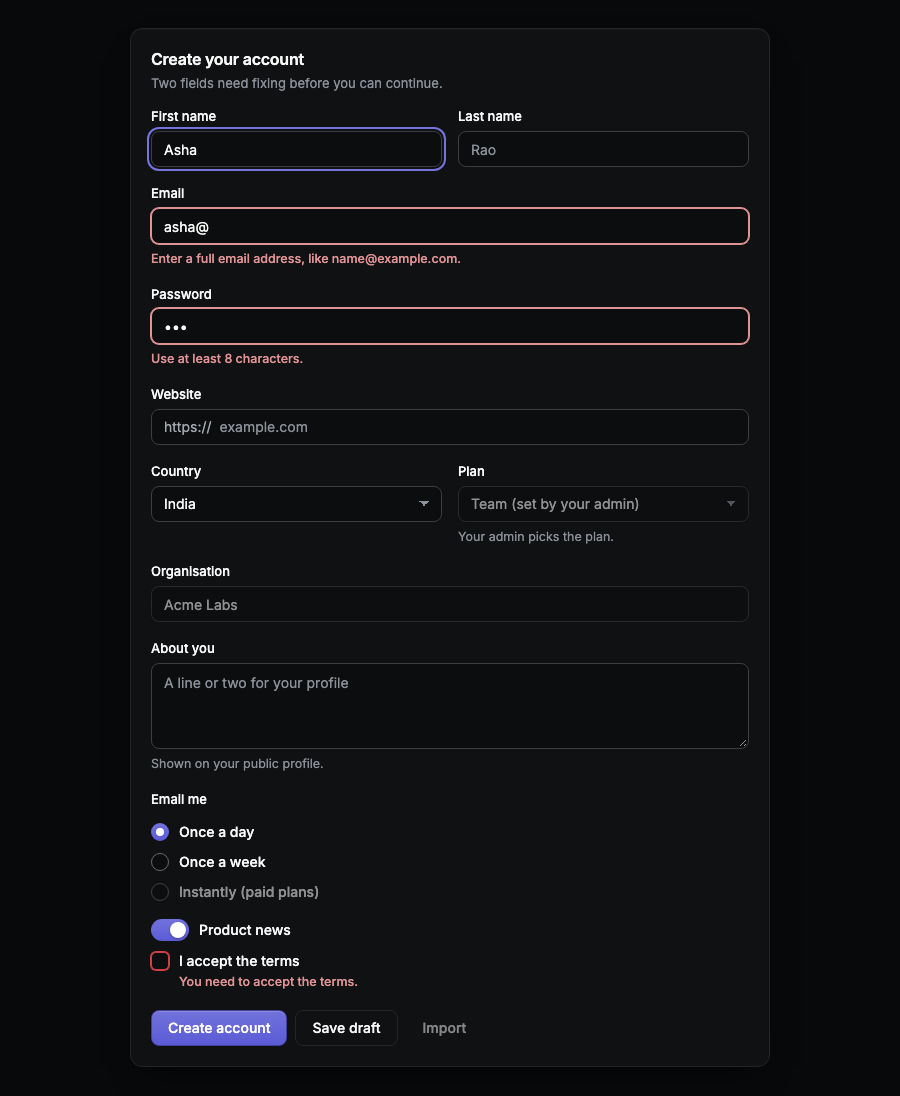 Create your account
Two fields need fixing before you can continue.
First name
Last name
Asha
Rao
Email
asha@
Enter a full email address, like name@example.com.
Password
•••
Use at least 8 characters.
Website
https:// example.com
Country
Plan
India
Team (set by your admin)
Your admin picks the plan.
Organisation
Acme Labs
About you
A line or two for your profile
Shown on your public profile.
Email me
Once a day
Once a week
Instantly (paid plans)
Product news
I accept the terms
You need to accept the terms.
Create account
Save draft
Import